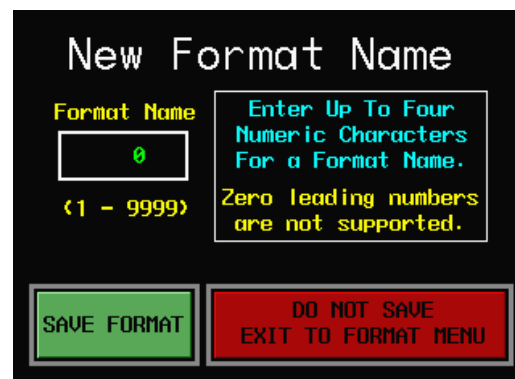 New Format Name
Format Name
0
(1 - 9999)
Enter Up To Four
Numeric Characters
For a Format Name.
Zero leading numbers
are not supported.
SAVE FORMAT
DO NOT SAVE
EXIT TO FORMAT MENU